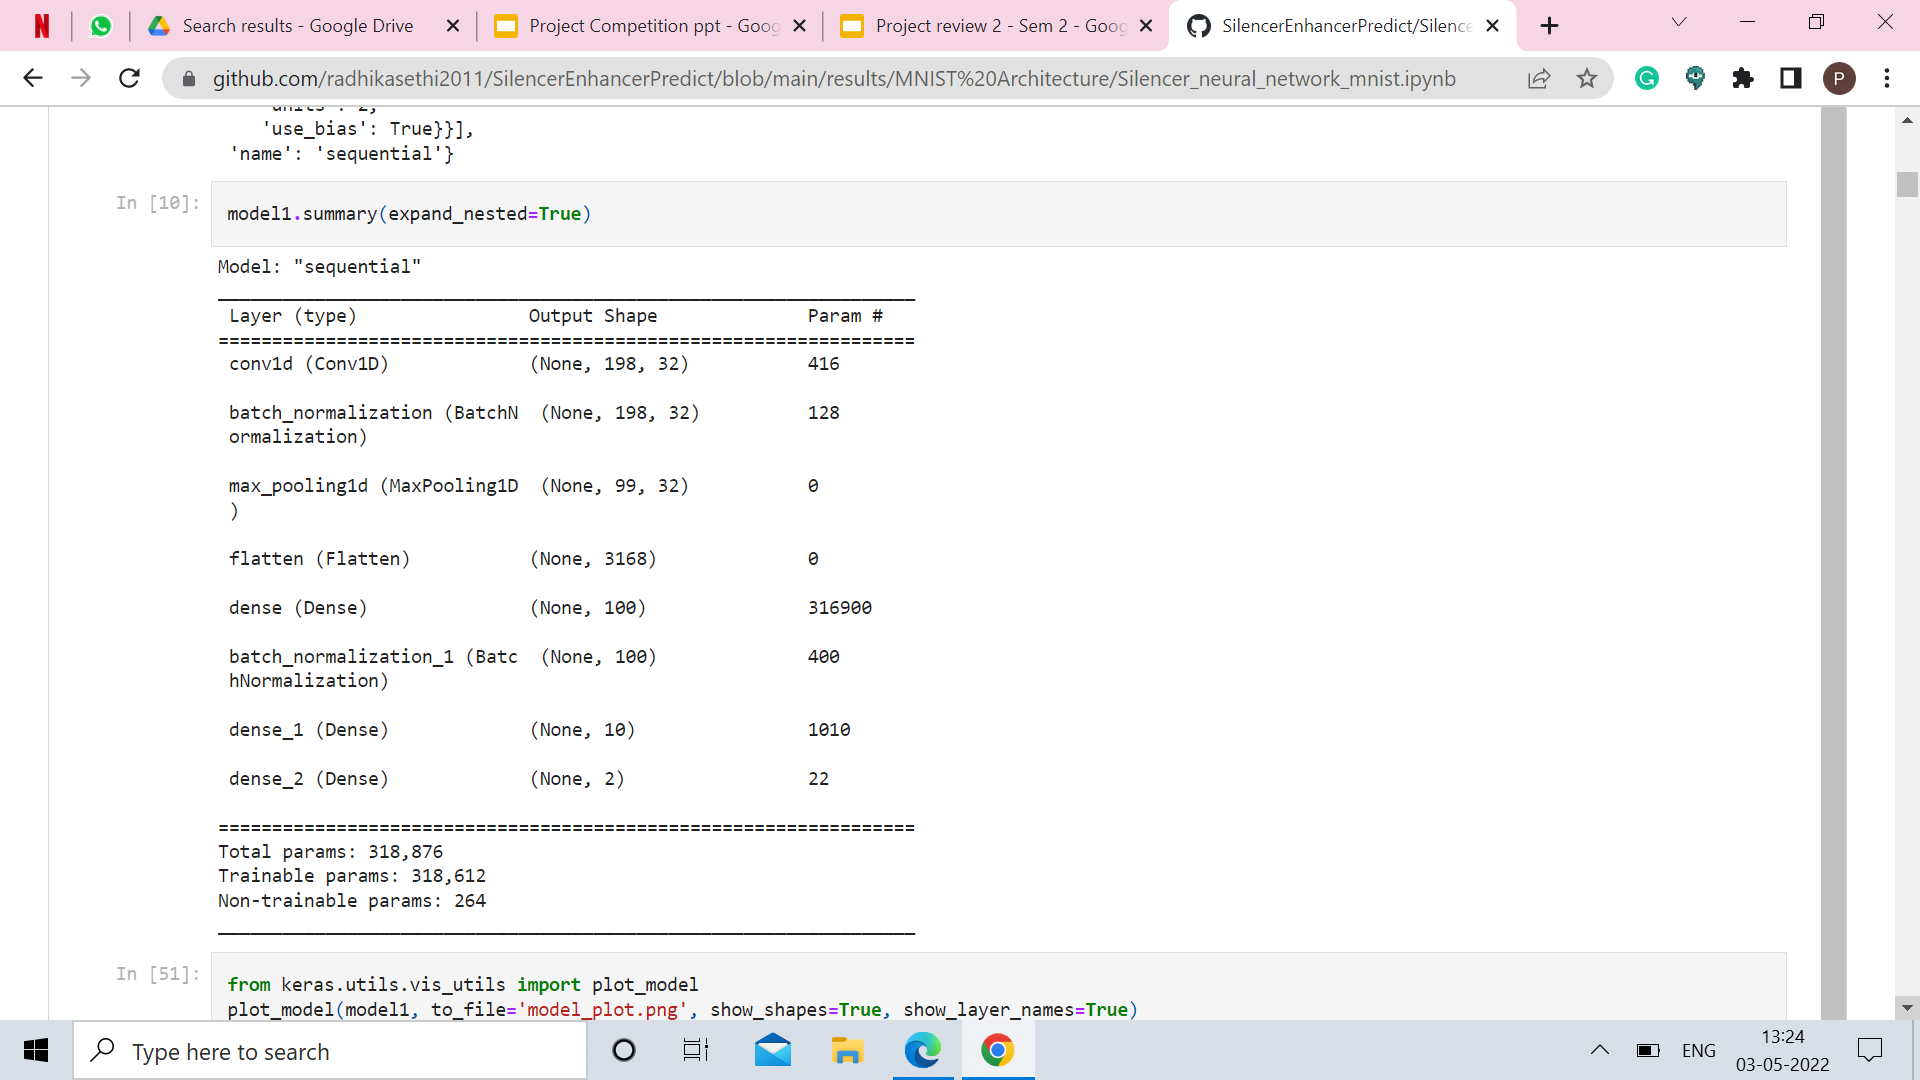 Search results - Google Drive
Project Competition ppt - Goog
Project review 2 - Sem 2 - Goog
SilencerEnhancerPredict/Silence
github.com/radhikasethi2011/SilencerEnhancerPredict/blob/main/results/MNIST%20Architecture/Silencer_neural_network_mnist.ipynb
P
'units': 2,
'use_bias': True}}],
'name': 'sequential'}
In [10]:
model1.summary(expand_nested=True)
Model: "sequential"
_________________________________________________________________
Layer (type) Output Shape Param #
=================================================================
conv1d (Conv1D) (None, 198, 32) 416
batch_normalization (BatchN (None, 198, 32) 128
ormalization)
max_pooling1d (MaxPooling1D (None, 99, 32) 0
)
flatten (Flatten) (None, 3168) 0
dense (Dense) (None, 100) 316900
batch_normalization_1 (Batc (None, 100) 400
hNormalization)
dense_1 (Dense) (None, 10) 1010
dense_2 (Dense) (None, 2) 22
=================================================================
Total params: 318,876
Trainable params: 318,612
Non-trainable params: 264
_________________________________________________________________
In [51]:
from keras.utils.vis_utils import plot_model
plot_model(model1, to_file='model_plot.png', show_shapes=True, show_layer_names=True)
Type here to search
ENG
13:24
03-05-2022